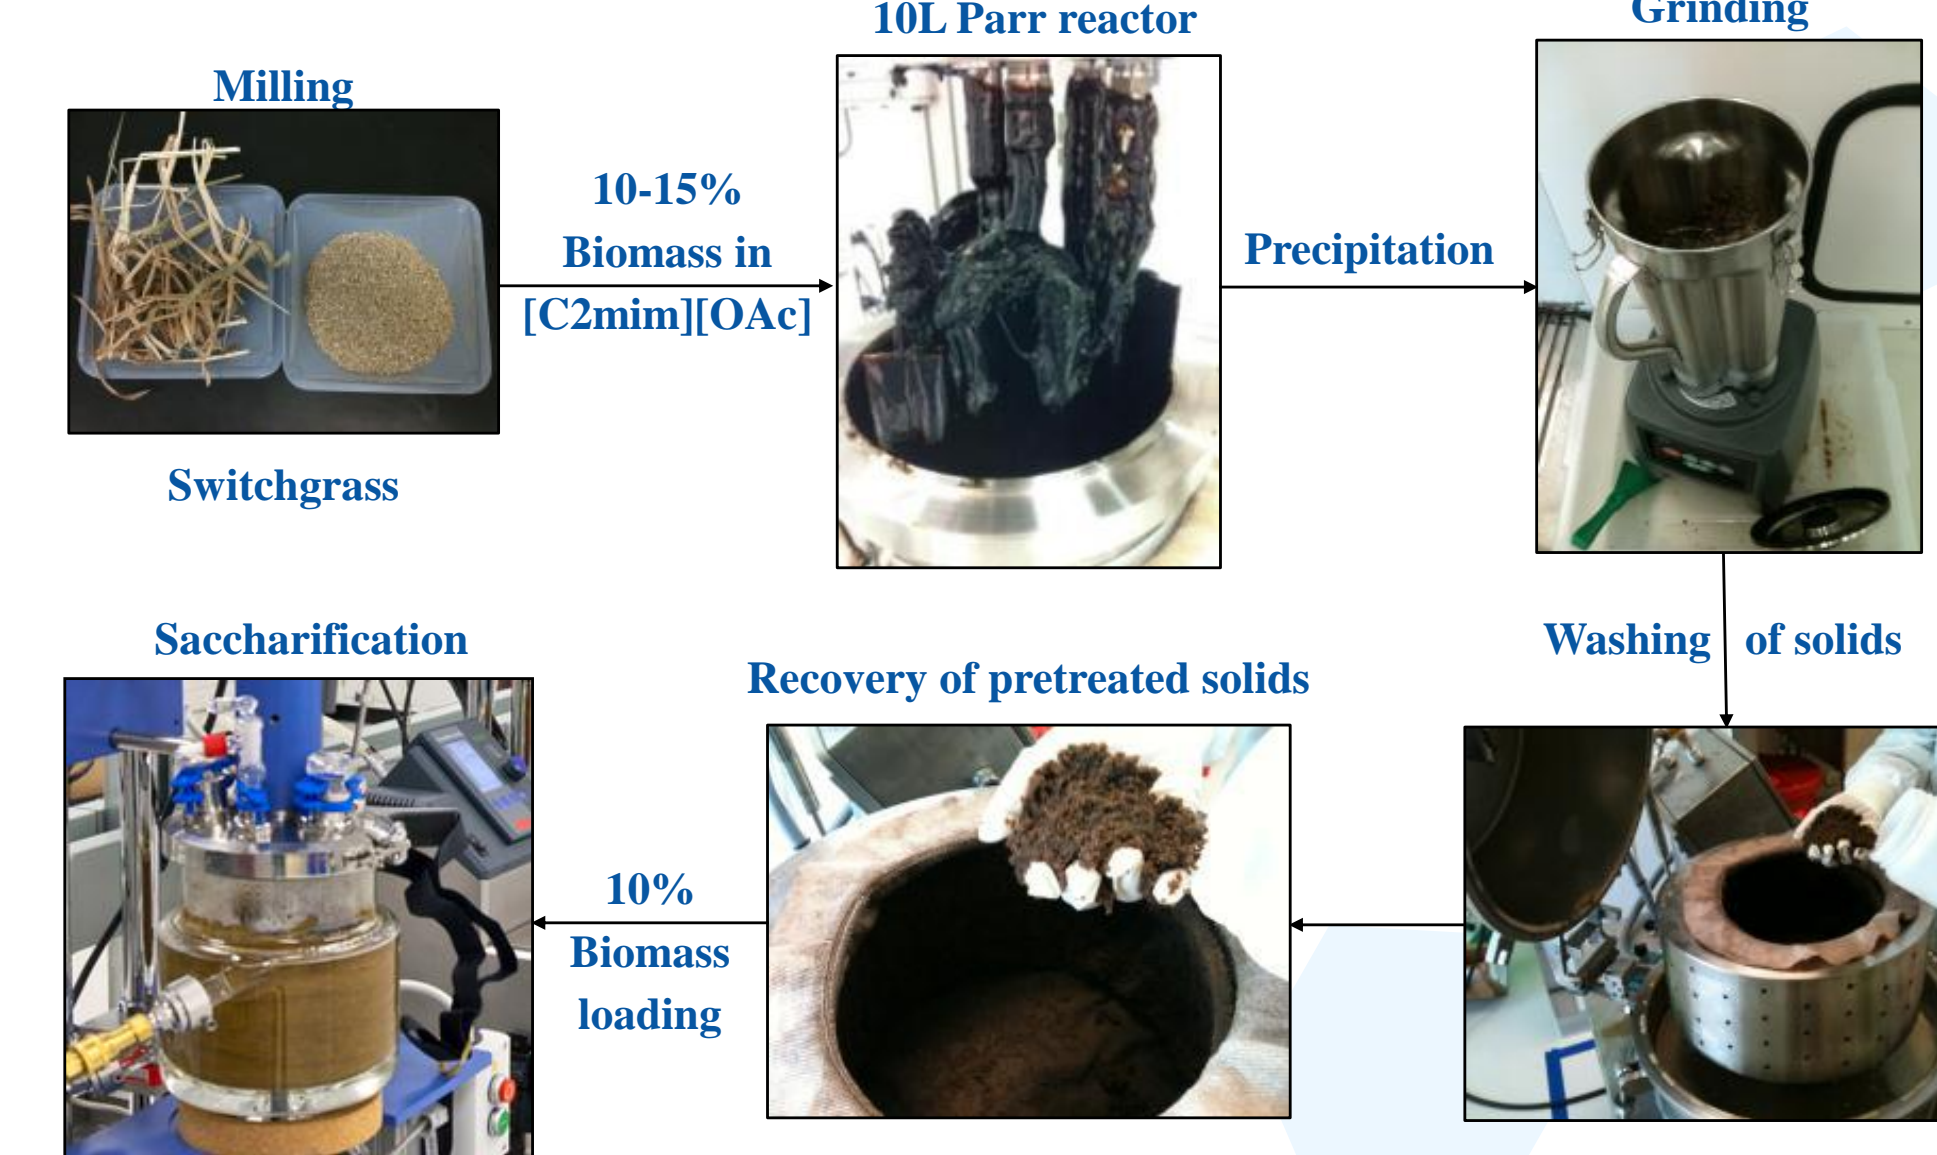 10L Parr reactor
Grinding
Milling
10-15%
Biomass in
[C2mim][OAc]
Precipitation
Switchgrass
Washing of solids
Saccharification
Recovery of pretreated solids
10%
Biomass
loading